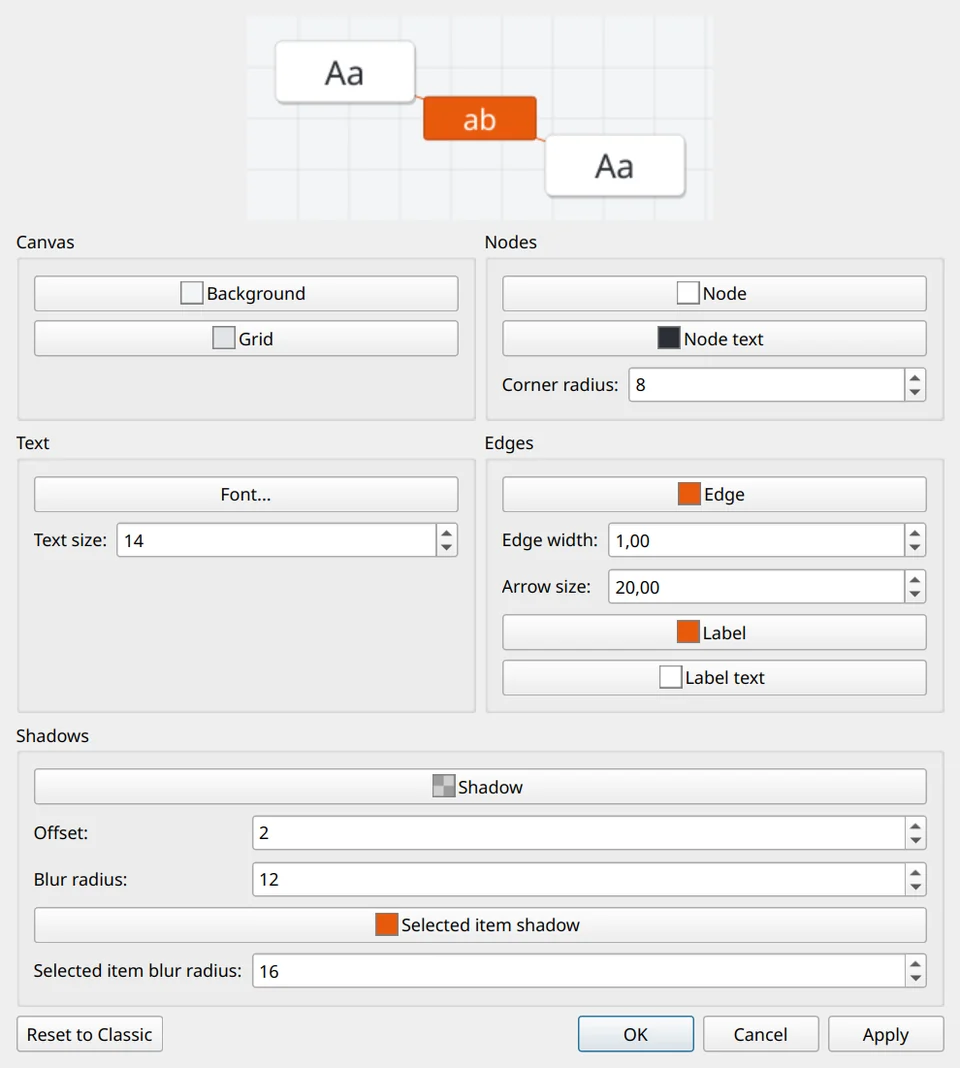 Aa
ab
Aa
Canvas
Background
Grid
Nodes
Node
Node text
Corner radius: 8
Text
Font...
Text size: 14
Edges
Edge
Edge width: 1,00
Arrow size: 20,00
Label
Label text
Shadows
Shadow
Offset: 2
Blur radius: 12
Selected item shadow
Selected item blur radius: 16
Reset to Classic
OK
Cancel
Apply